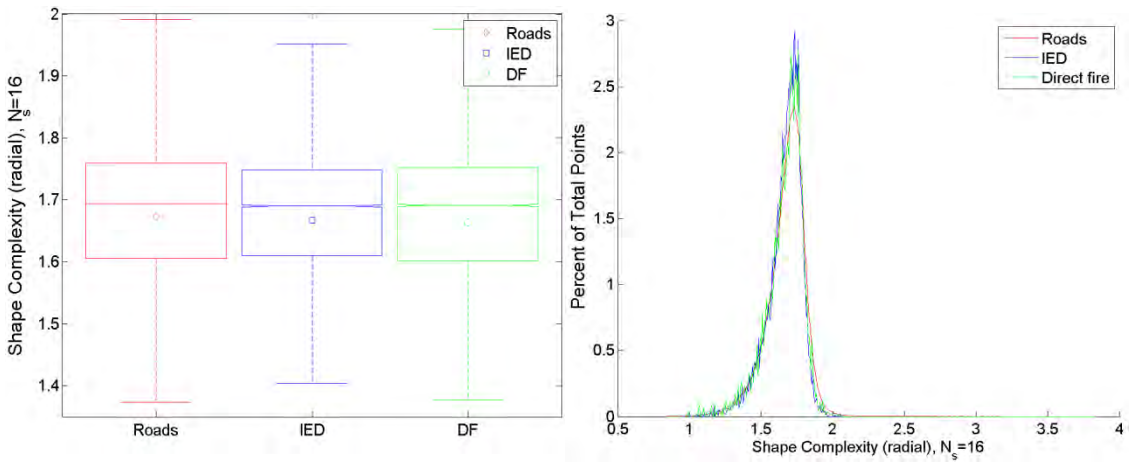 Shape Complexity (radial), N_s=16
2
1.9
1.8
1.7
1.6
1.5
1.4
Roads
IED
DF
Roads
IED
DF
Percent of Total Points
3
2.5
2
1.5
1
0.5
0
Roads
IED
Direct fire
0.5
1
1.5
2
2.5
3
3.5
4
Shape Complexity (radial), N_s=16